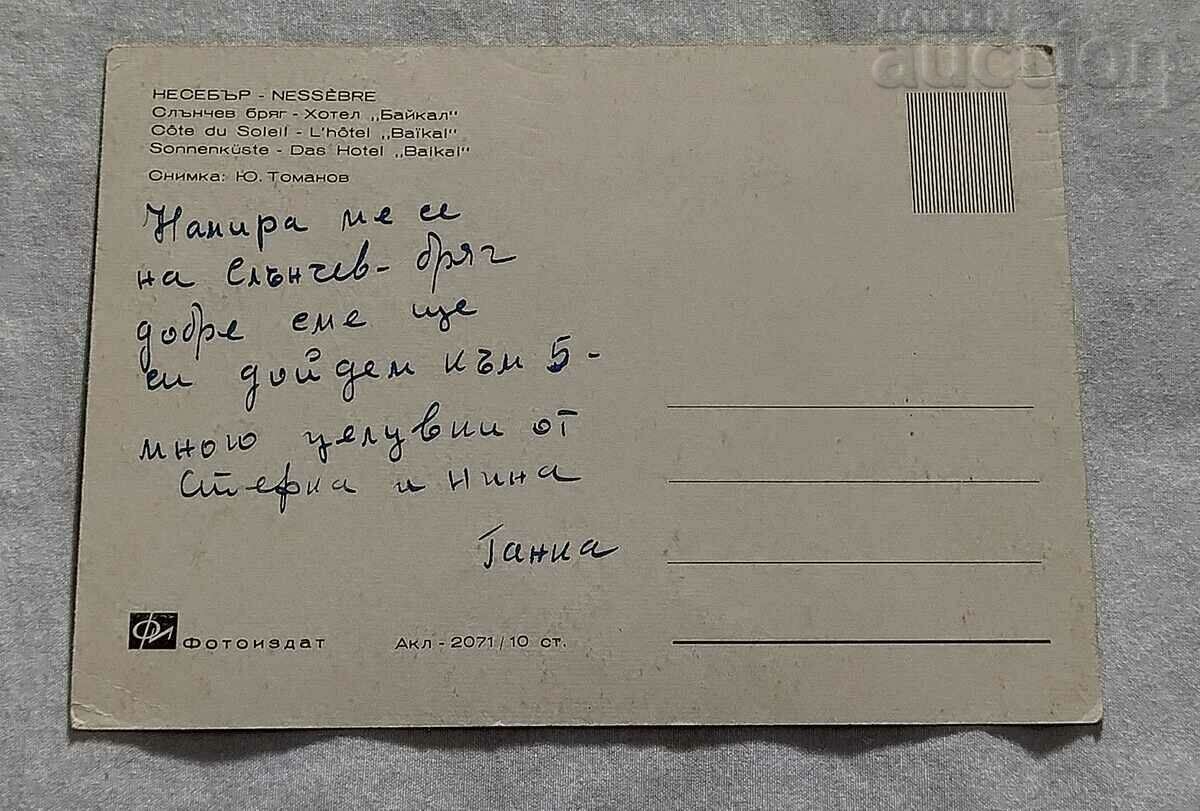 auction
НЕСЕБЪР - NESSÈBRE
Слънчев бряг - Хотел „Байкал"
Côte du Soleil - L'hôtel „Baïkal"
Sonnenküste - Das Hotel „Baikal"
Снимка: Ю. Томанов
Намира ме се
на Слънчев- бряг
добре сме ще
си дойдем към 5-
много целувки от
Стефка и Нина
Ганка
Фотоиздат Акл - 2071/10 ст.